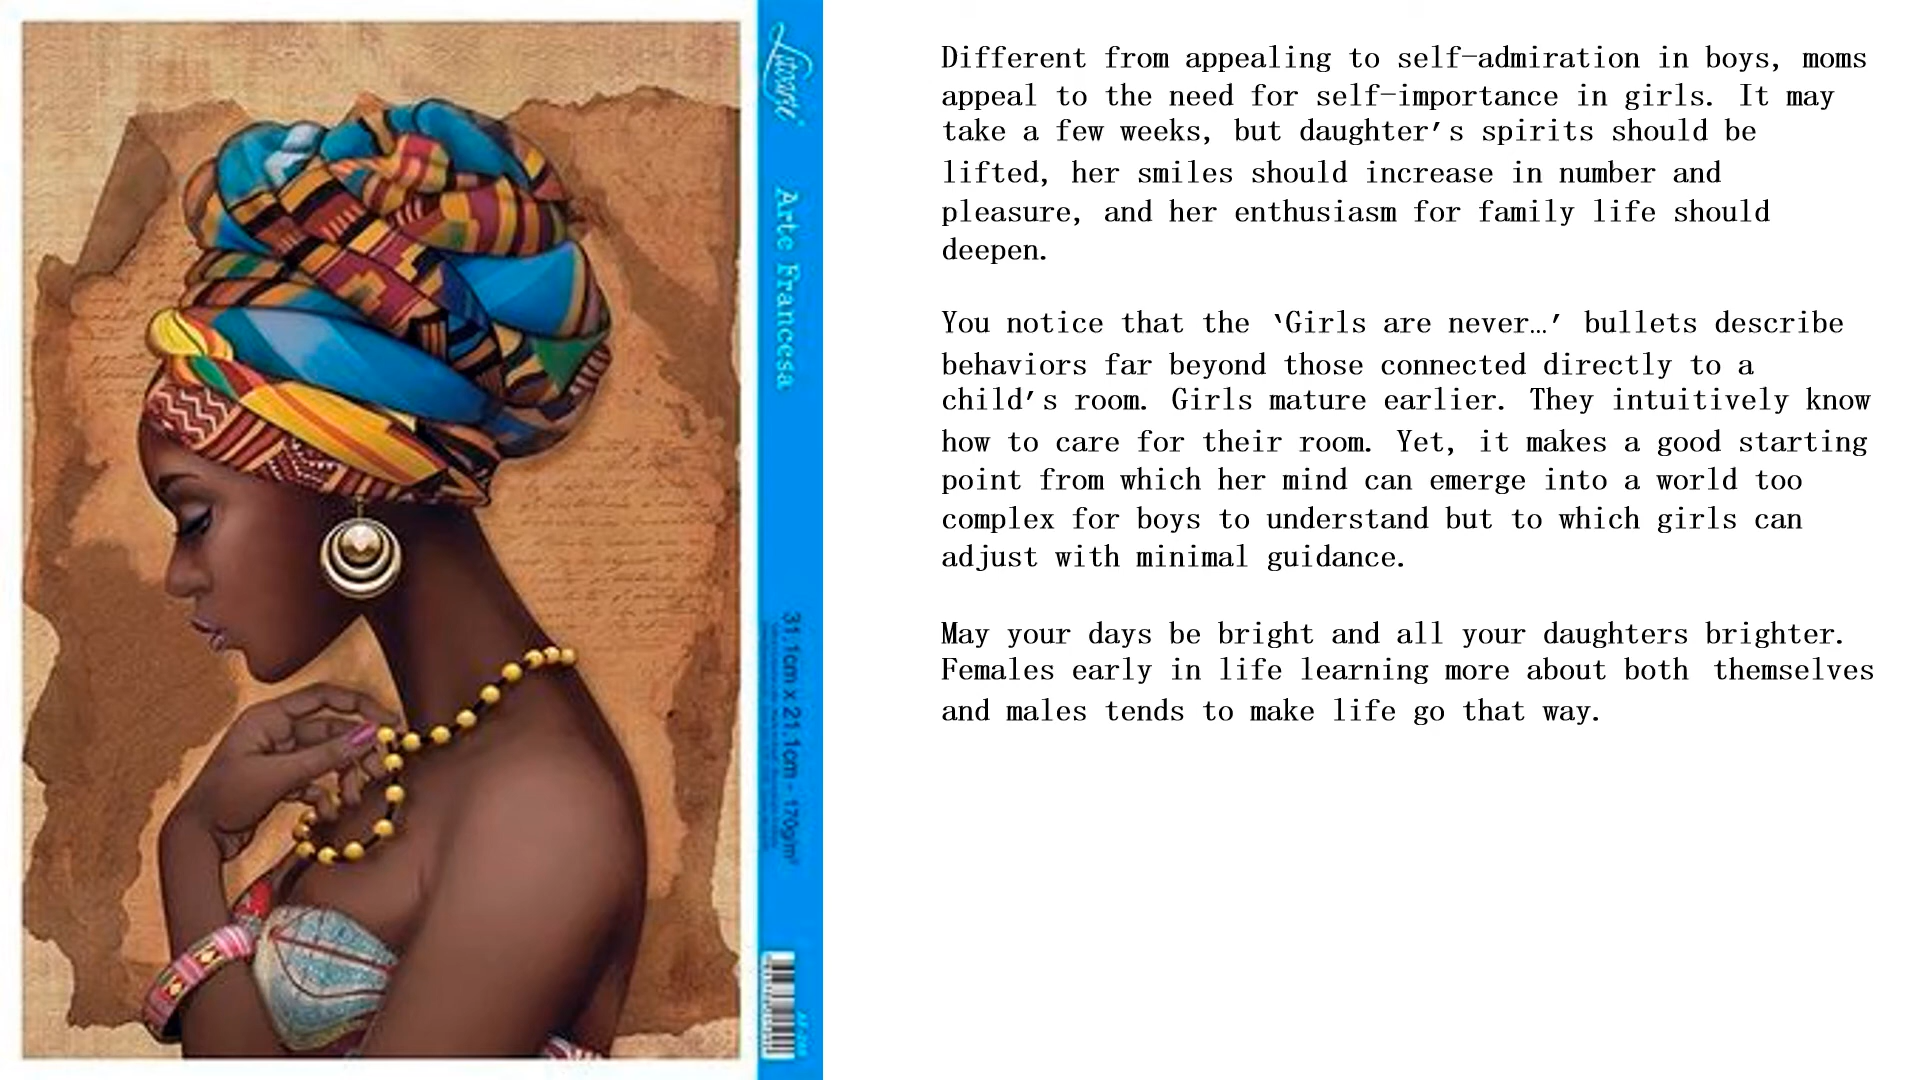 Litoarte
Arte Francesa
31,1cm x 21,1cm - 170g/m²
AF-288
Different from appealing to self-admiration in boys, moms
appeal to the need for self-importance in girls. It may
take a few weeks, but daughter's spirits should be
lifted, her smiles should increase in number and
pleasure, and her enthusiasm for family life should
deepen.
You notice that the ‘Girls are never…’ bullets describe
behaviors far beyond those connected directly to a
child's room. Girls mature earlier. They intuitively know
how to care for their room. Yet, it makes a good starting
point from which her mind can emerge into a world too
complex for boys to understand but to which girls can
adjust with minimal guidance.
May your days be bright and all your daughters brighter.
Females early in life learning more about both themselves
and males tends to make life go that way.